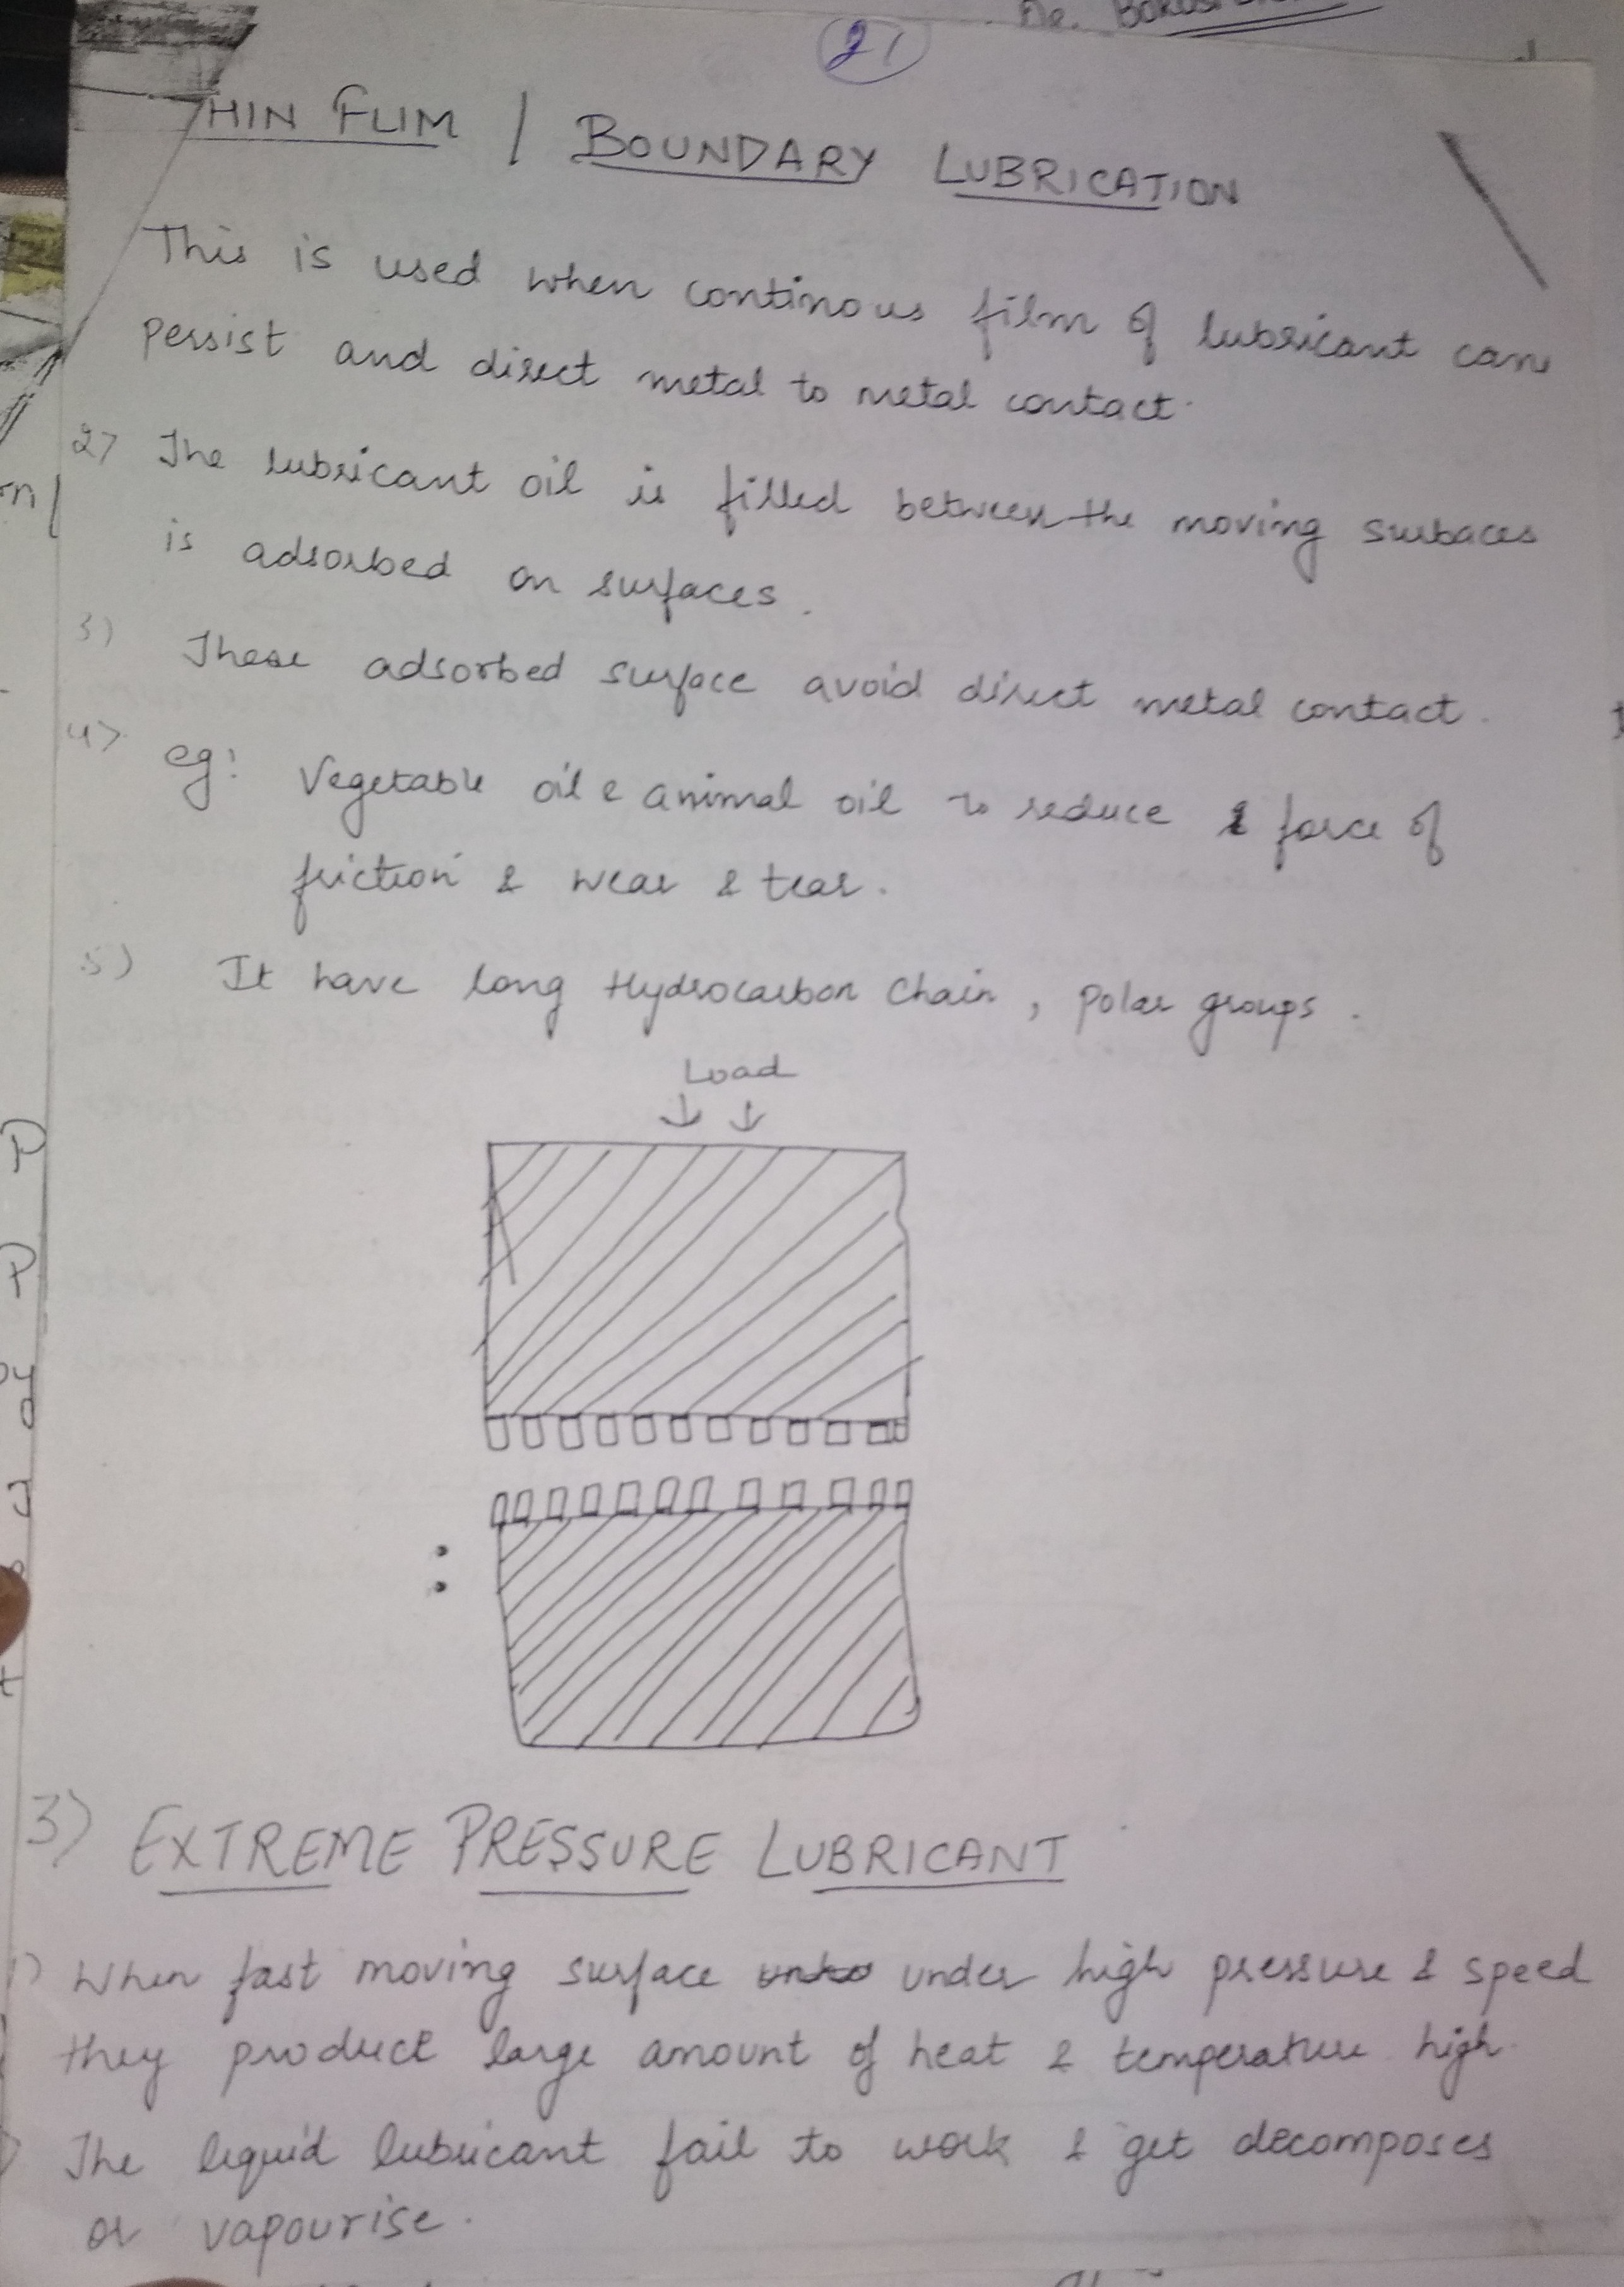 21
THIN FLIM / BOUNDARY LUBRICATION
This is used when continous film of lubricant can
persist and direct metal to metal contact.
2) The lubricant oil is filled between the moving surbaces
is adsorbed on surfaces.
3) These adsorbed surface avoid direct metal contact.
4) eg: Vegetable oil & animal oil to reduce & force of
friction & wear & tear.
5) It have long Hydrocarbon chain, polar groups.
Load
3) EXTREME PRESSURE LUBRICANT
1) When fast moving surface under high pressure & speed
they product large amount of heat & temperature high.
The liquid lubricant fail to work & get decomposes
or vapourise.